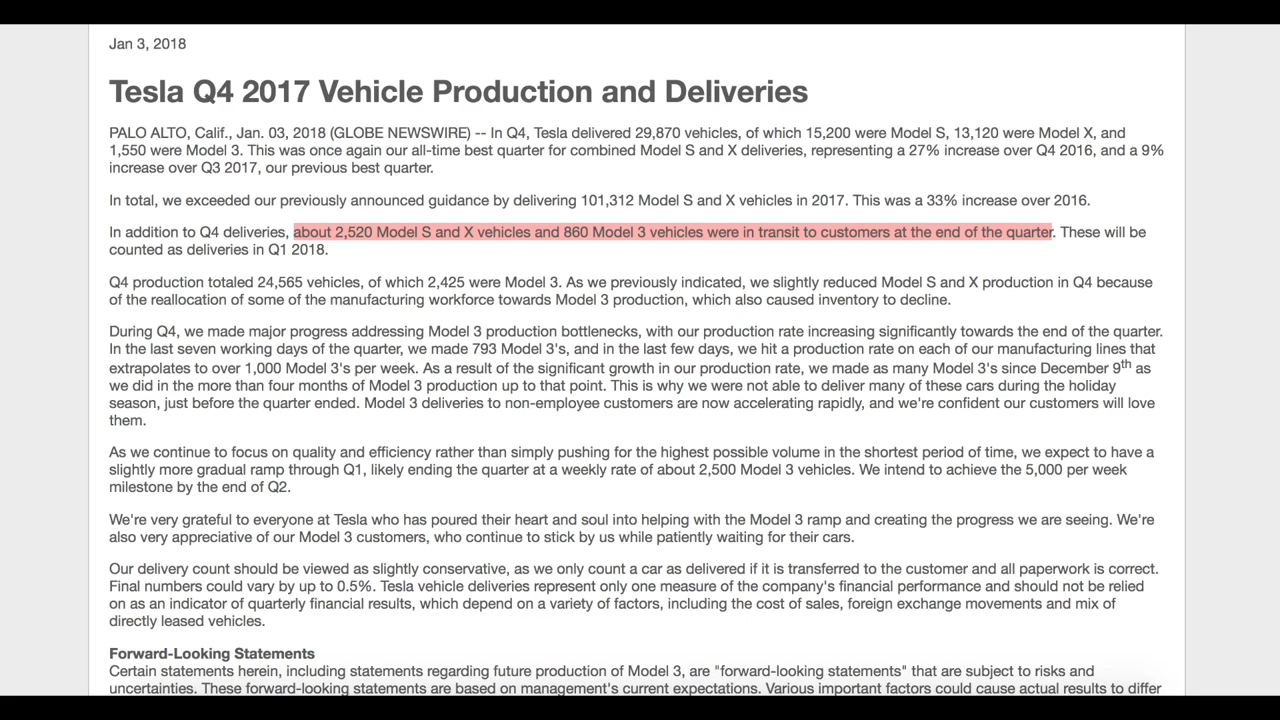 Jan 3, 2018
Tesla Q4 2017 Vehicle Production and Deliveries
PALO ALTO, Calif., Jan. 03, 2018 (GLOBE NEWSWIRE) -- In Q4, Tesla delivered 29,870 vehicles, of which 15,200 were Model S, 13,120 were Model X, and
1,550 were Model 3. This was once again our all-time best quarter for combined Model S and X deliveries, representing a 27% increase over Q4 2016, and a 9%
increase over Q3 2017, our previous best quarter.
In total, we exceeded our previously announced guidance by delivering 101,312 Model S and X vehicles in 2017. This was a 33% increase over 2016.
In addition to Q4 deliveries, about 2,520 Model S and X vehicles and 860 Model 3 vehicles were in transit to customers at the end of the quarter. These will be
counted as deliveries in Q1 2018.
Q4 production totaled 24,565 vehicles, of which 2,425 were Model 3. As we previously indicated, we slightly reduced Model S and X production in Q4 because
of the reallocation of some of the manufacturing workforce towards Model 3 production, which also caused inventory to decline.
During Q4, we made major progress addressing Model 3 production bottlenecks, with our production rate increasing significantly towards the end of the quarter.
In the last seven working days of the quarter, we made 793 Model 3's, and in the last few days, we hit a production rate on each of our manufacturing lines that
extrapolates to over 1,000 Model 3's per week. As a result of the significant growth in our production rate, we made as many Model 3's since December 9th as
we did in the more than four months of Model 3 production up to that point. This is why we were not able to deliver many of these cars during the holiday
season, just before the quarter ended. Model 3 deliveries to non-employee customers are now accelerating rapidly, and we're confident our customers will love
them.
As we continue to focus on quality and efficiency rather than simply pushing for the highest possible volume in the shortest period of time, we expect to have a
slightly more gradual ramp through Q1, likely ending the quarter at a weekly rate of about 2,500 Model 3 vehicles. We intend to achieve the 5,000 per week
milestone by the end of Q2.
We're very grateful to everyone at Tesla who has poured their heart and soul into helping with the Model 3 ramp and creating the progress we are seeing. We're
also very appreciative of our Model 3 customers, who continue to stick by us while patiently waiting for their cars.
Our delivery count should be viewed as slightly conservative, as we only count a car as delivered if it is transferred to the customer and all paperwork is correct.
Final numbers could vary by up to 0.5%. Tesla vehicle deliveries represent only one measure of the company's financial performance and should not be relied
on as an indicator of quarterly financial results, which depend on a variety of factors, including the cost of sales, foreign exchange movements and mix of
directly leased vehicles.
Forward-Looking Statements
Certain statements herein, including statements regarding future production of Model 3, are "forward-looking statements" that are subject to risks and
uncertainties. These forward-looking statements are based on management's current expectations. Various important factors could cause actual results to differ